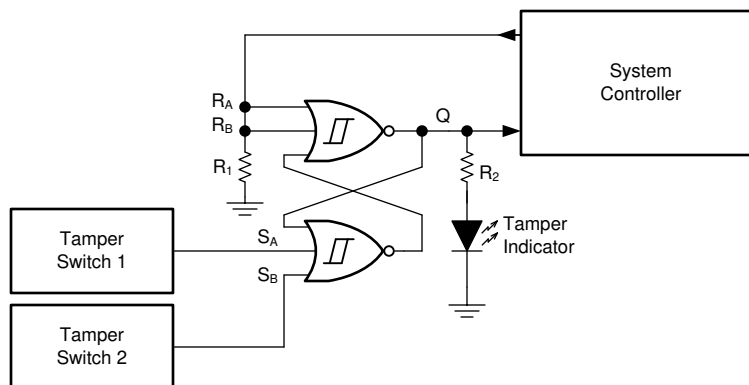 System
Controller
R_A
R_B
Q
R_1
R_2
Tamper
Indicator
Tamper
Switch 1
S_A
S_B
Tamper
Switch 2